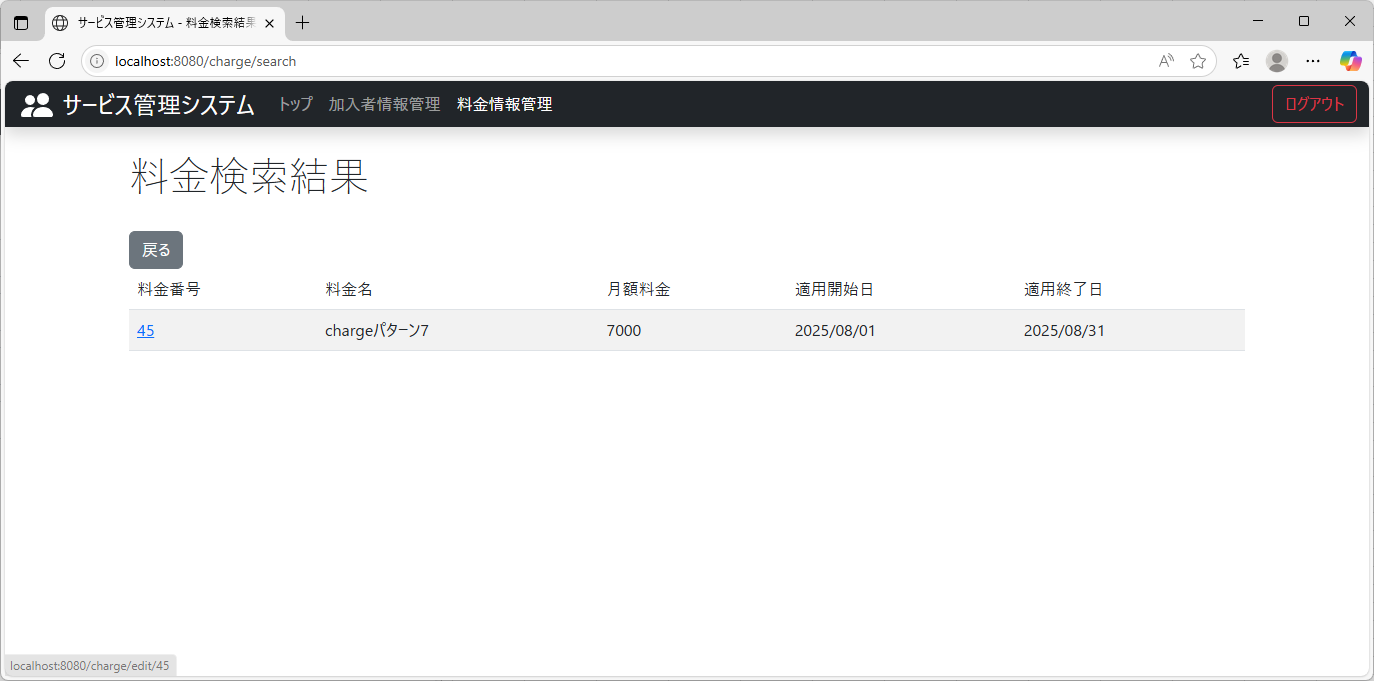 サービス管理システム - 料金検索結果
localhost:8080/charge/search
サービス管理システム トップ 加入者情報管理 料金情報管理 ログアウト
料金検索結果
戻る
料金番号 料金名 月額料金 適用開始日 適用終了日
45 chargeパターン7 7000 2025/08/01 2025/08/31
localhost:8080/charge/edit/45